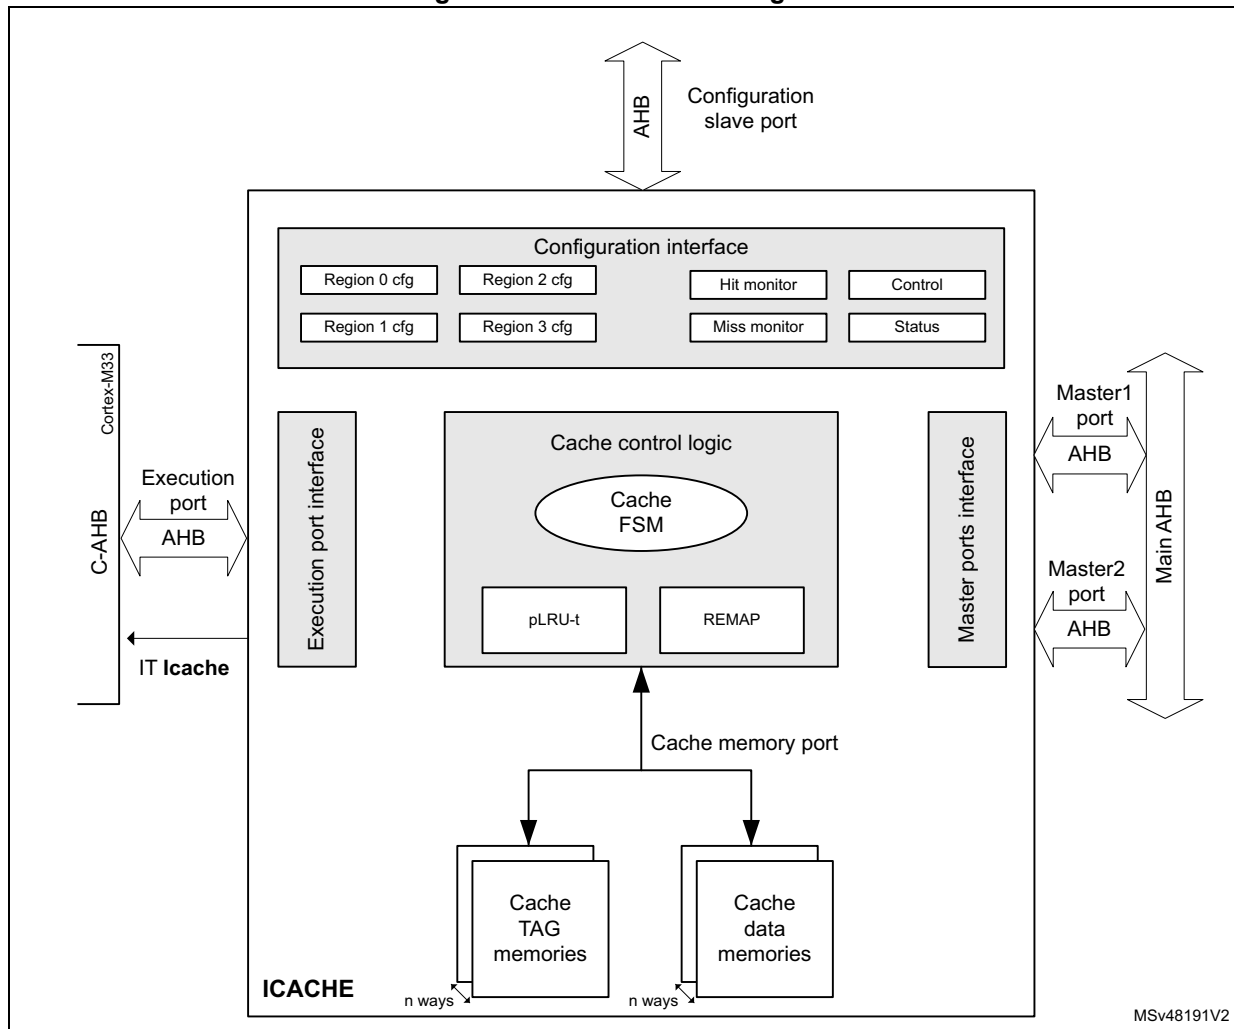 AHB
Configuration
slave port
Configuration interface
Region 0 cfg
Region 2 cfg
Hit monitor
Control
Region 1 cfg
Region 3 cfg
Miss monitor
Status
Cortex-M33
C-AHB
Execution
port
AHB
IT Icache
Execution port interface
Cache control logic
Cache
FSM
pLRU-t
REMAP
Master ports interface
Master1
port
AHB
Master2
port
AHB
Main AHB
Cache memory port
Cache
TAG
memories
n ways
Cache
data
memories
n ways
ICACHE
MSv48191V2